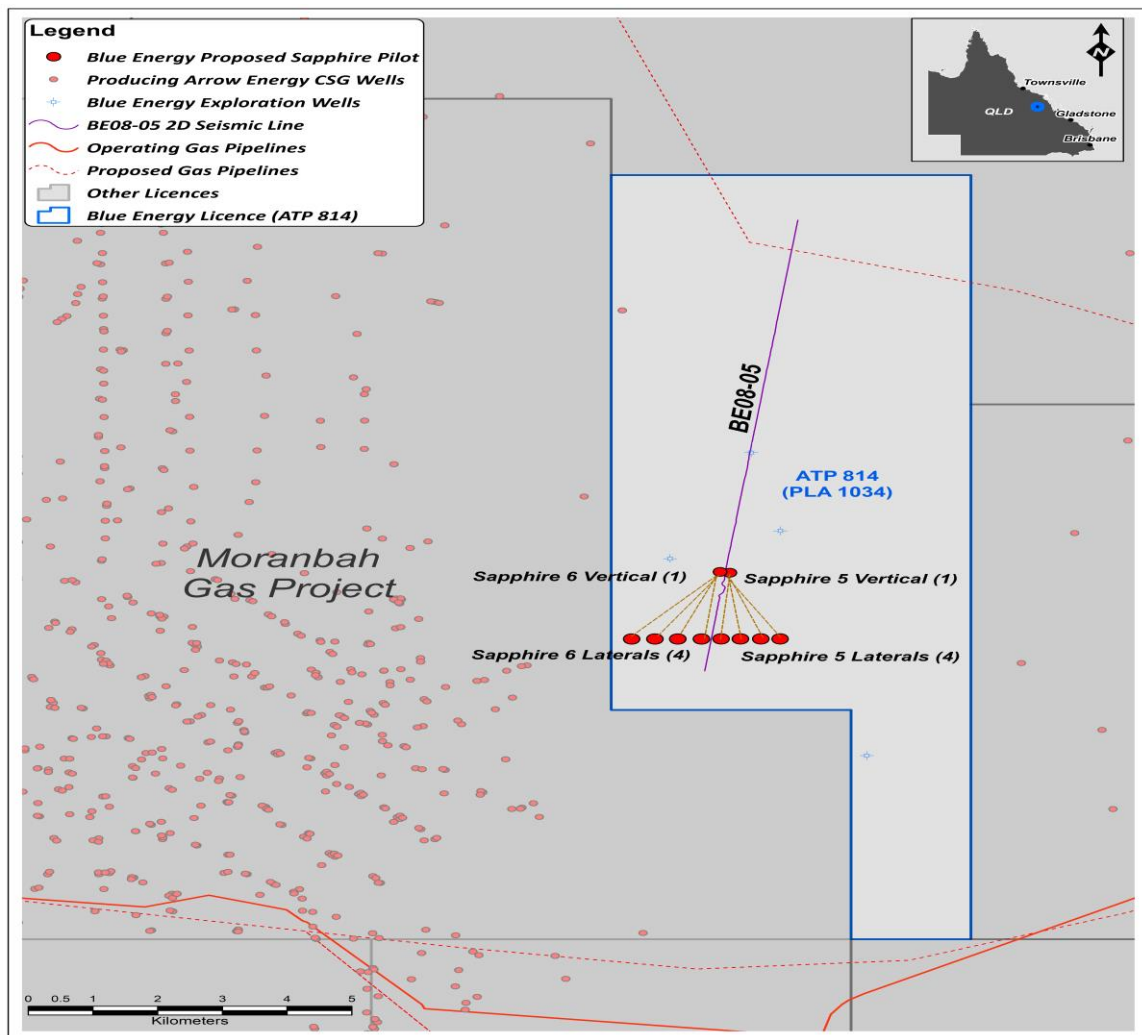 Legend
Blue Energy Proposed Sapphire Pilot
Producing Arrow Energy CSG Wells
Blue Energy Exploration Wells
BE08-05 2D Seismic Line
Operating Gas Pipelines
Proposed Gas Pipelines
Other Licences
Blue Energy Licence (ATP 814)
N
Townsville
QLD
Gladstone
Brisbane
BE08-05
ATP 814
(PLA 1034)
Moranbah
Gas Project
Sapphire 6 Vertical (1)
Sapphire 5 Vertical (1)
Sapphire 6 Laterals (4)
Sapphire 5 Laterals (4)
0 0.5 1 2 3 4 5
Kilometers